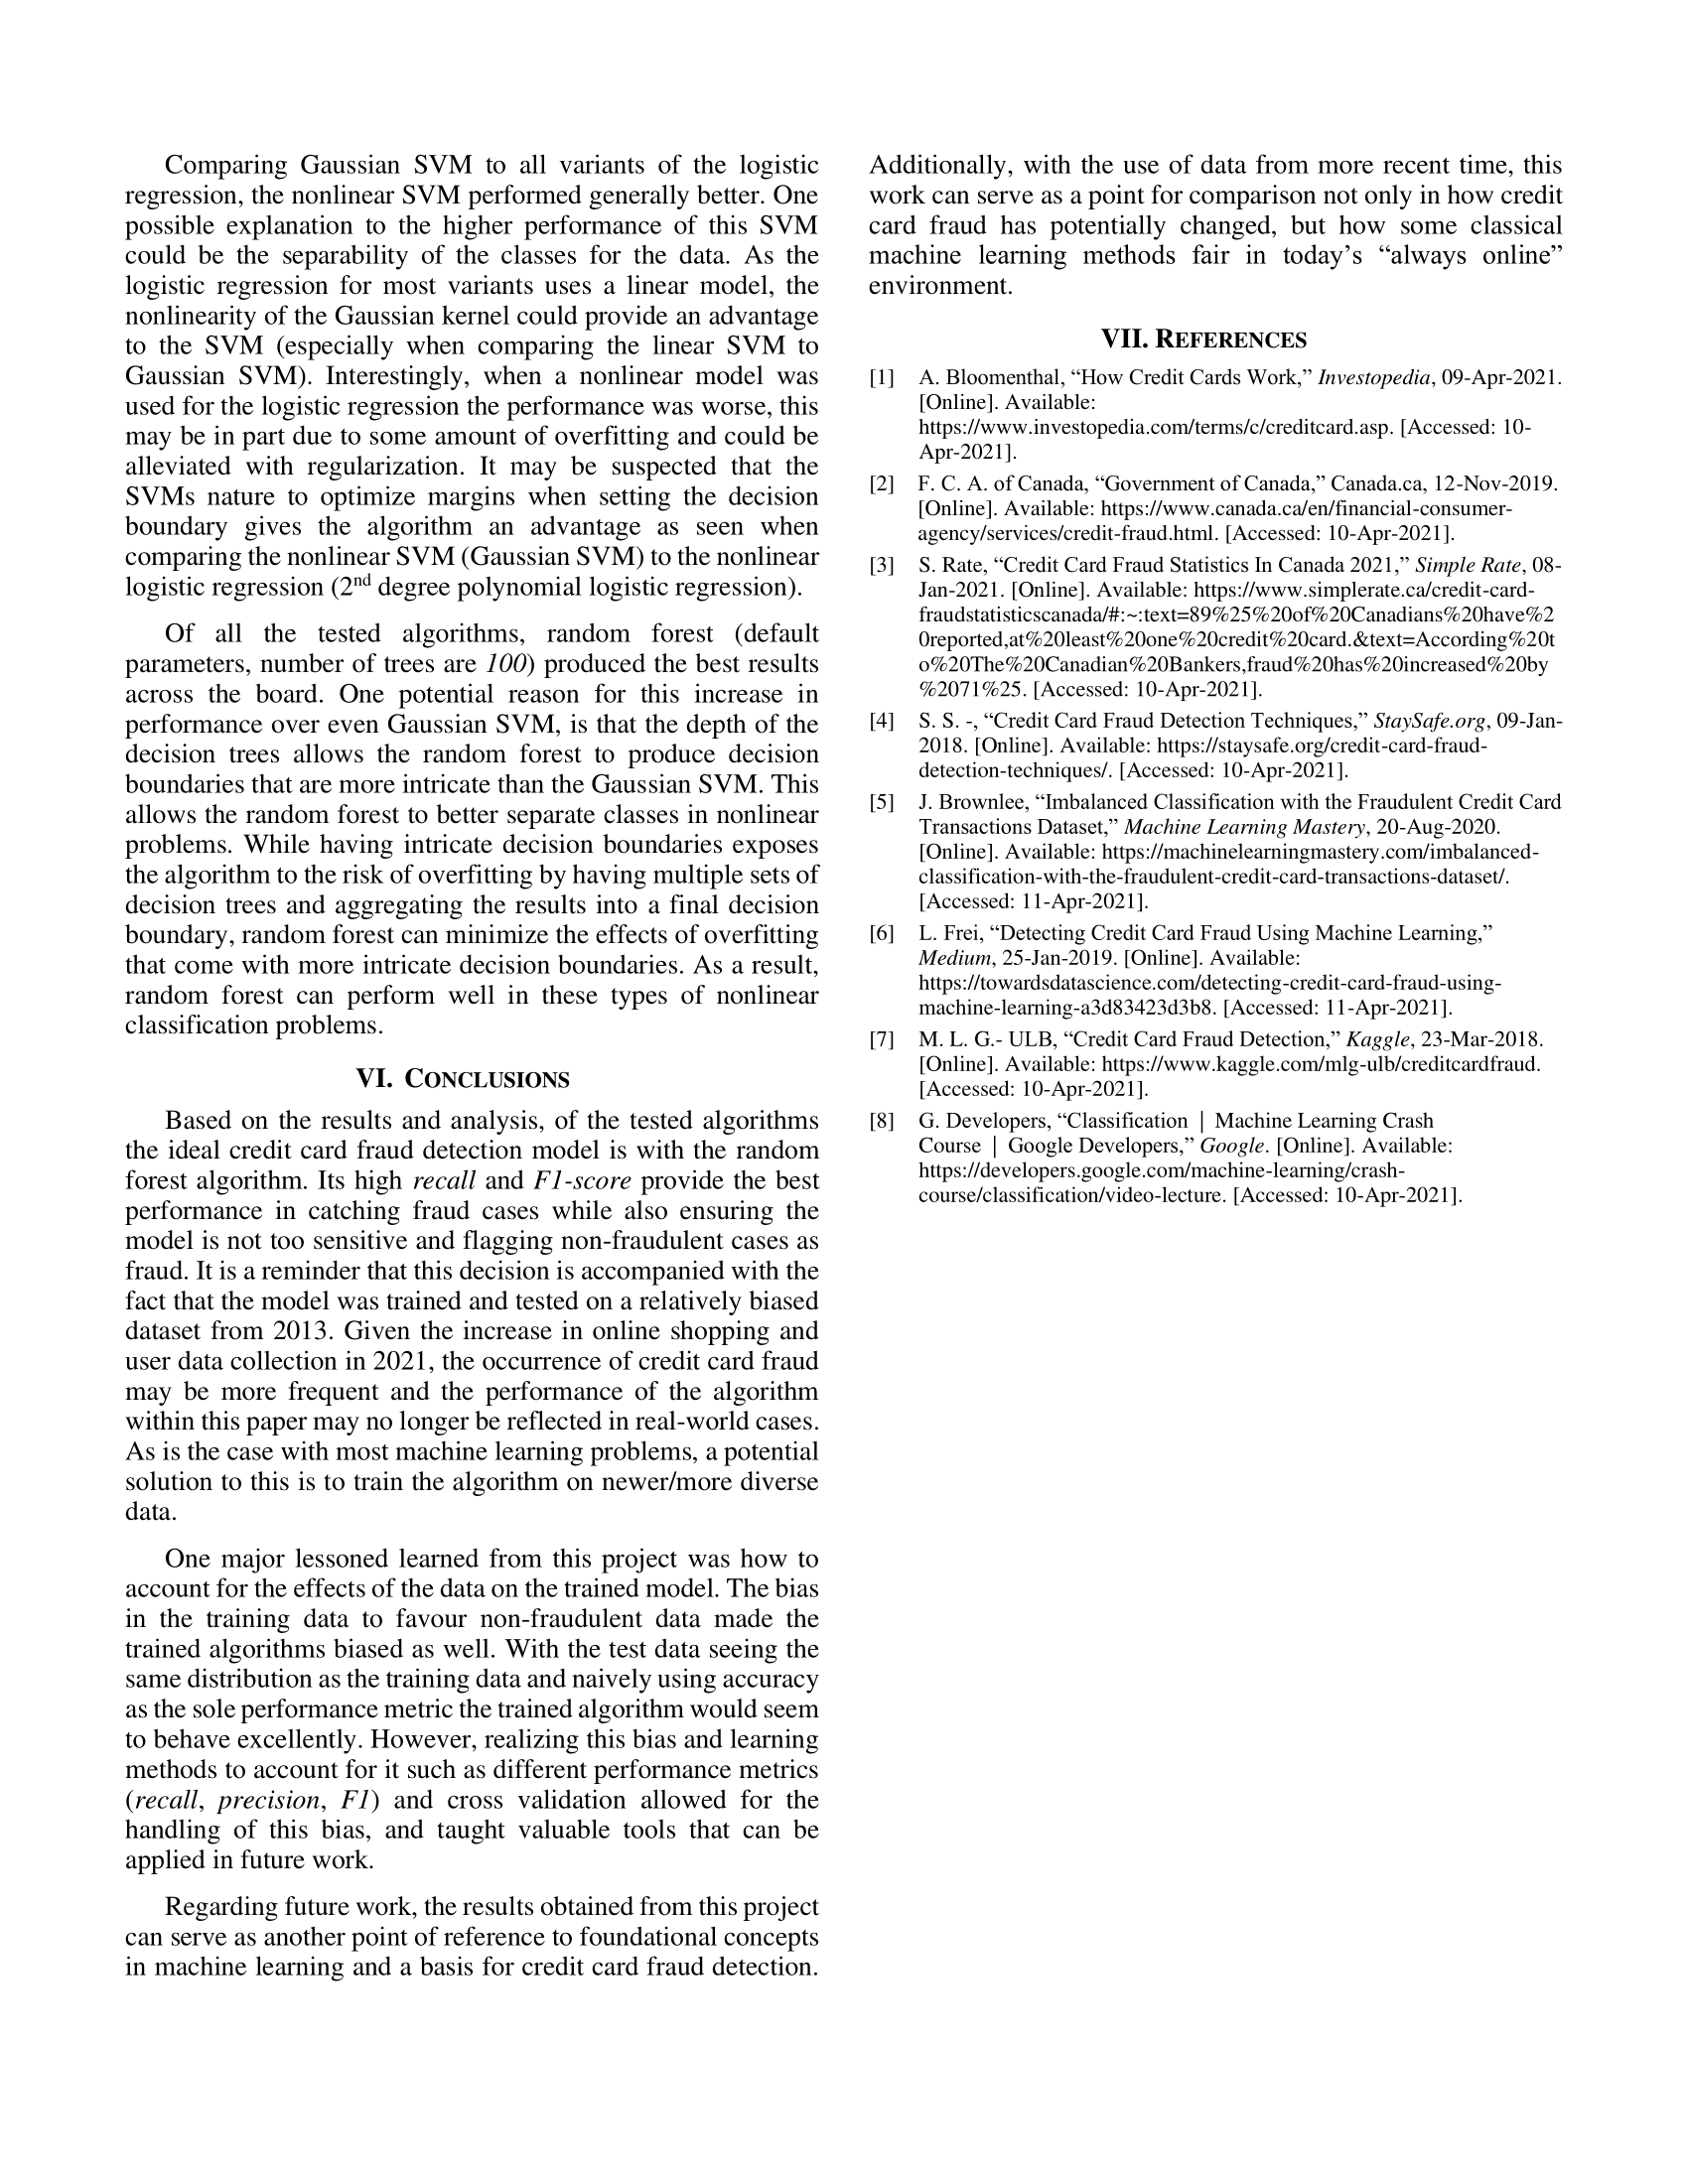 Comparing Gaussian SVM to all variants of the logistic
regression, the nonlinear SVM performed generally better. One
possible explanation to the higher performance of this SVM
could be the separability of the classes for the data. As the
logistic regression for most variants uses a linear model, the
nonlinearity of the Gaussian kernel could provide an advantage
to the SVM (especially when comparing the linear SVM to
Gaussian SVM). Interestingly, when a nonlinear model was
used for the logistic regression the performance was worse, this
may be in part due to some amount of overfitting and could be
alleviated with regularization. It may be suspected that the
SVMs nature to optimize margins when setting the decision
boundary gives the algorithm an advantage as seen when
comparing the nonlinear SVM (Gaussian SVM) to the nonlinear
logistic regression (2nd degree polynomial logistic regression).
Of all the tested algorithms, random forest (default
parameters, number of trees are 100) produced the best results
across the board. One potential reason for this increase in
performance over even Gaussian SVM, is that the depth of the
decision trees allows the random forest to produce decision
boundaries that are more intricate than the Gaussian SVM. This
allows the random forest to better separate classes in nonlinear
problems. While having intricate decision boundaries exposes
the algorithm to the risk of overfitting by having multiple sets of
decision trees and aggregating the results into a final decision
boundary, random forest can minimize the effects of overfitting
that come with more intricate decision boundaries. As a result,
random forest can perform well in these types of nonlinear
classification problems.
VI. CONCLUSIONS
Based on the results and analysis, of the tested algorithms
the ideal credit card fraud detection model is with the random
forest algorithm. Its high recall and F1-score provide the best
performance in catching fraud cases while also ensuring the
model is not too sensitive and flagging non-fraudulent cases as
fraud. It is a reminder that this decision is accompanied with the
fact that the model was trained and tested on a relatively biased
dataset from 2013. Given the increase in online shopping and
user data collection in 2021, the occurrence of credit card fraud
may be more frequent and the performance of the algorithm
within this paper may no longer be reflected in real-world cases.
As is the case with most machine learning problems, a potential
solution to this is to train the algorithm on newer/more diverse
data.
One major lessoned learned from this project was how to
account for the effects of the data on the trained model. The bias
in the training data to favour non-fraudulent data made the
trained algorithms biased as well. With the test data seeing the
same distribution as the training data and naively using accuracy
as the sole performance metric the trained algorithm would seem
to behave excellently. However, realizing this bias and learning
methods to account for it such as different performance metrics
(recall, precision, F1) and cross validation allowed for the
handling of this bias, and taught valuable tools that can be
applied in future work.
Regarding future work, the results obtained from this project
can serve as another point of reference to foundational concepts
in machine learning and a basis for credit card fraud detection.
Additionally, with the use of data from more recent time, this
work can serve as a point for comparison not only in how credit
card fraud has potentially changed, but how some classical
machine learning methods fair in today’s “always online”
environment.
VII. REFERENCES
[1] A. Bloomenthal, “How Credit Cards Work,” Investopedia, 09-Apr-2021.
[Online]. Available:
https://www.investopedia.com/terms/c/creditcard.asp. [Accessed: 10-
Apr-2021].
[2] F. C. A. of Canada, “Government of Canada,” Canada.ca, 12-Nov-2019.
[Online]. Available: https://www.canada.ca/en/financial-consumer-
agency/services/credit-fraud.html. [Accessed: 10-Apr-2021].
[3] S. Rate, “Credit Card Fraud Statistics In Canada 2021,” Simple Rate, 08-
Jan-2021. [Online]. Available: https://www.simplerate.ca/credit-card-
fraudstatisticscanada/#:~:text=89%25%20of%20Canadians%20have%2
0reported,at%20least%20one%20credit%20card.&text=According%20t
o%20The%20Canadian%20Bankers,fraud%20has%20increased%20by
%2071%25. [Accessed: 10-Apr-2021].
[4] S. S. -, “Credit Card Fraud Detection Techniques,” StaySafe.org, 09-Jan-
2018. [Online]. Available: https://staysafe.org/credit-card-fraud-
detection-techniques/. [Accessed: 10-Apr-2021].
[5] J. Brownlee, “Imbalanced Classification with the Fraudulent Credit Card
Transactions Dataset,” Machine Learning Mastery, 20-Aug-2020.
[Online]. Available: https://machinelearningmastery.com/imbalanced-
classification-with-the-fraudulent-credit-card-transactions-dataset/.
[Accessed: 11-Apr-2021].
[6] L. Frei, “Detecting Credit Card Fraud Using Machine Learning,”
Medium, 25-Jan-2019. [Online]. Available:
https://towardsdatascience.com/detecting-credit-card-fraud-using-
machine-learning-a3d83423d3b8. [Accessed: 11-Apr-2021].
[7] M. L. G.- ULB, “Credit Card Fraud Detection,” Kaggle, 23-Mar-2018.
[Online]. Available: https://www.kaggle.com/mlg-ulb/creditcardfraud.
[Accessed: 10-Apr-2021].
[8] G. Developers, “Classification | Machine Learning Crash
Course | Google Developers,” Google. [Online]. Available:
https://developers.google.com/machine-learning/crash-
course/classification/video-lecture. [Accessed: 10-Apr-2021].